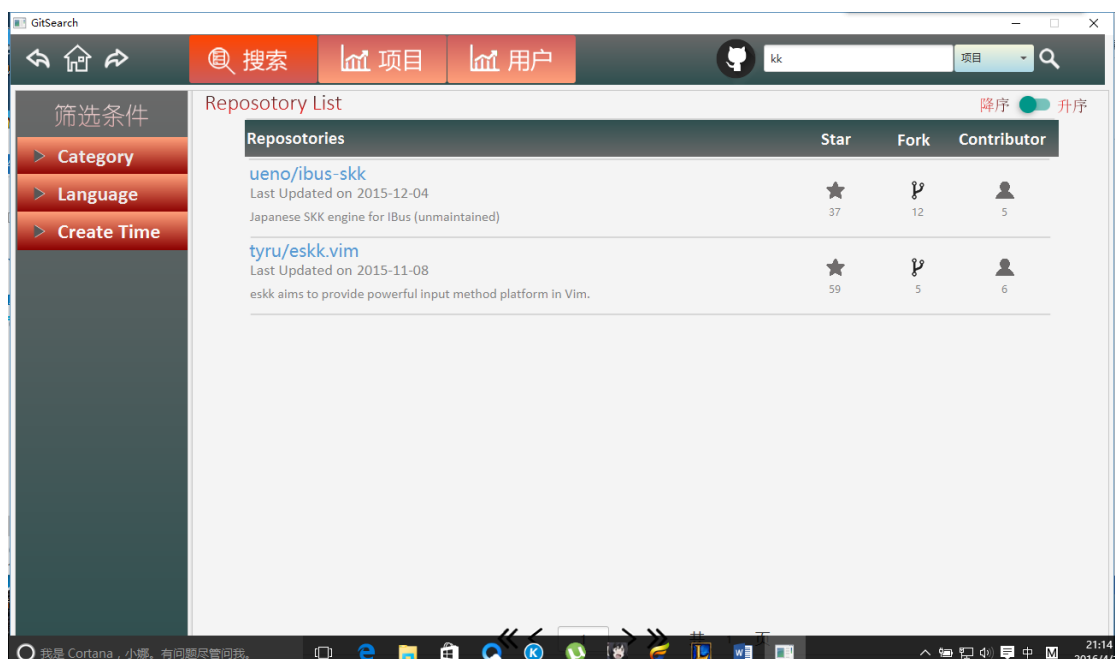 GitSearch
搜索 项目 用户 kk 项目
筛选条件
Category
Language
Create Time
Reposotory List 降序 升序
Reposotories Star Fork Contributor
ueno/ibus-skk
Last Updated on 2015-12-04
Japanese SKK engine for IBus (unmaintained)
37 12 5
tyru/eskk.vim
Last Updated on 2015-11-08
eskk aims to provide powerful input method platform in Vim.
59 5 6
我是 Cortana，小娜。有问题尽管问我。
中 M 21:14